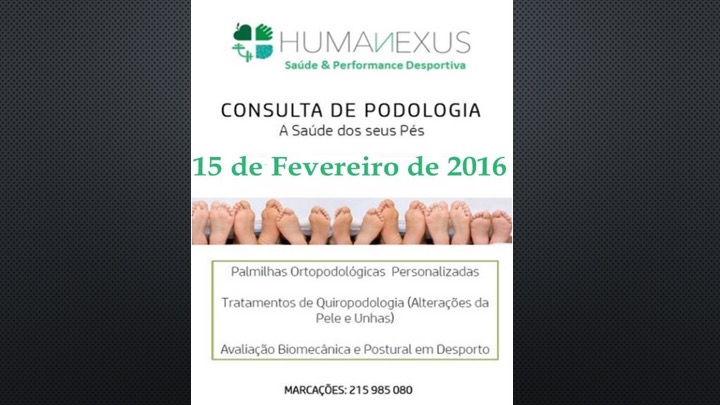 HUMANEXUS
Saúde & Performance Desportiva
CONSULTA DE PODOLOGIA
A Saúde dos seus Pés
15 de Fevereiro de 2016
Palmilhas Ortopodológicas Personalizadas
Tratamentos de Quiropodologia (Alterações da
Pele e Unhas)
Avaliação Biomecânica e Postural em Desporto
MARCAÇÕES: 215 985 080